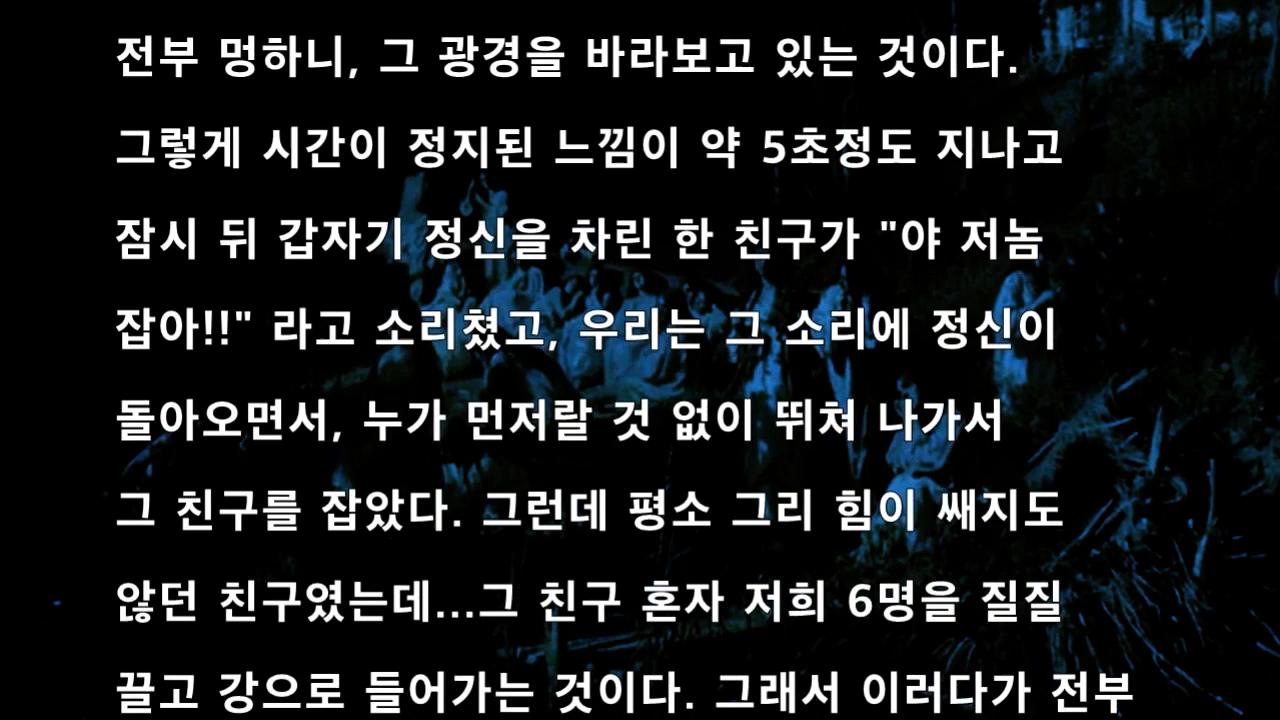 전부 멍하니, 그 광경을 바라보고 있는 것이다.
그렇게 시간이 정지된 느낌이 약 5초정도 지나고
잠시 뒤 갑자기 정신을 차린 한 친구가 "야 저놈
잡아!!" 라고 소리쳤고, 우리는 그 소리에 정신이
돌아오면서, 누가 먼저랄 것 없이 뛰쳐 나가서
그 친구를 잡았다. 그런데 평소 그리 힘이 쌔지도
않던 친구였는데...그 친구 혼자 저희 6명을 질질
끌고 강으로 들어가는 것이다. 그래서 이러다가 전부